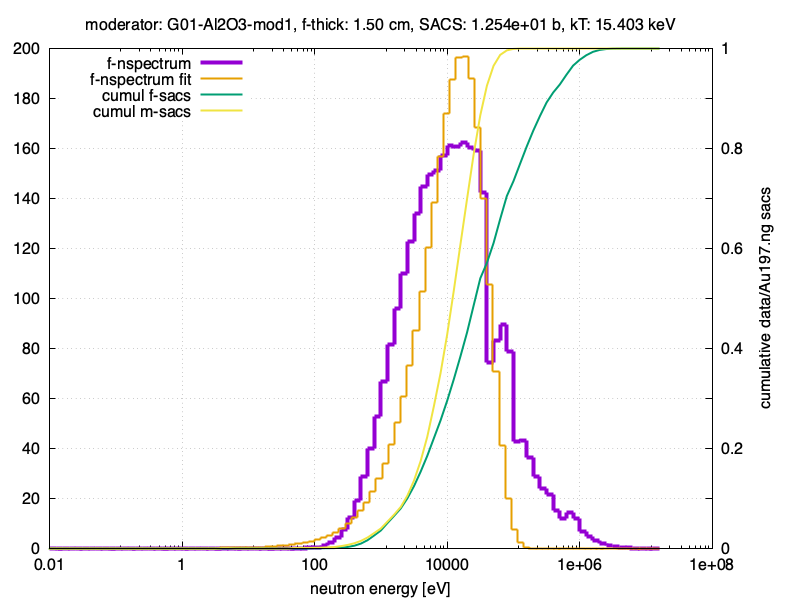 moderator: G01-Al2O3-mod1, f-thick: 1.50 cm, SACS: 1.254e+01 b, kT: 15.403 keV
f-nspectrum
f-nspectrum fit
cumul f-sacs
cumul m-sacs
200
180
160
140
120
100
80
60
40
20
0
1
0.8
0.6
0.4
0.2
0
cumulative data/Au197.ng sacs
0.01
1
100
10000
1e+06
1e+08
neutron energy [eV]